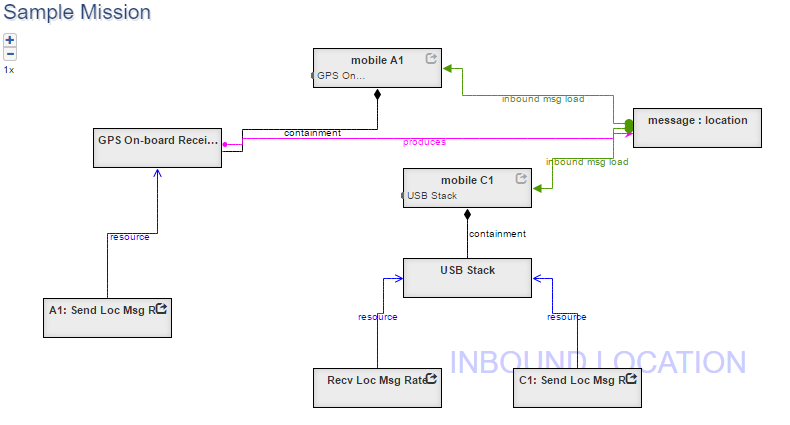 Sample Mission
+
−
1x
mobile A1
GPS On...
inbound msg load
message : location
containment
GPS On-board Recei...
produces
inbound msg load
mobile C1
USB Stack
resource
containment
USB Stack
A1: Send Loc Msg R
resource
resource
INBOUND LOCATION
Recv Loc Msg Rate
C1: Send Loc Msg R